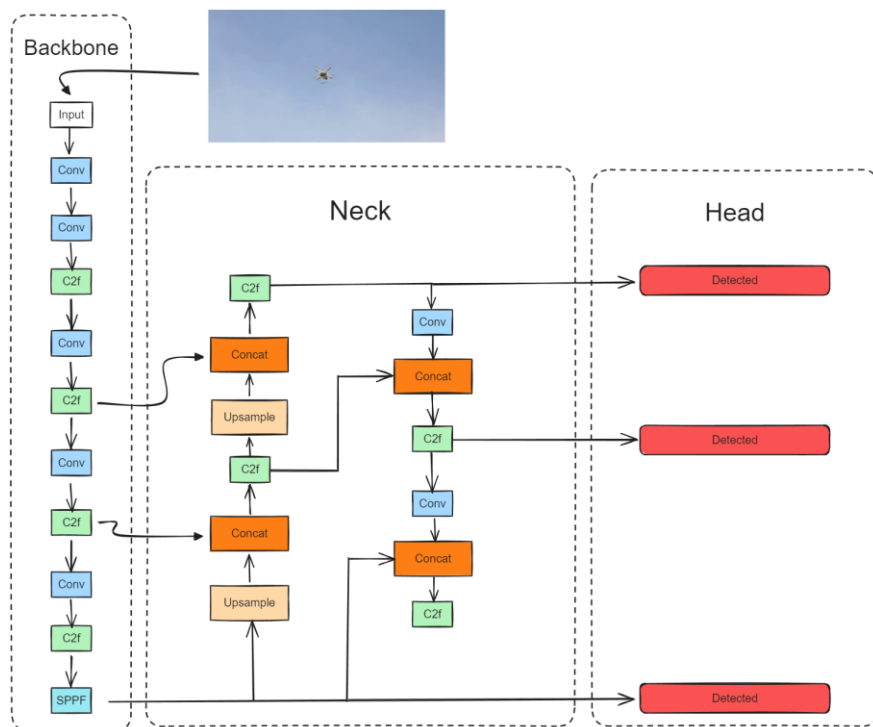 Backbone
Input
Conv
Conv
C2f
Conv
C2f
Conv
C2f
Conv
C2f
SPPF
Neck
C2f
Concat
Upsample
C2f
Concat
Upsample
Conv
Concat
C2f
Conv
Concat
C2f
Head
Detected
Detected
Detected